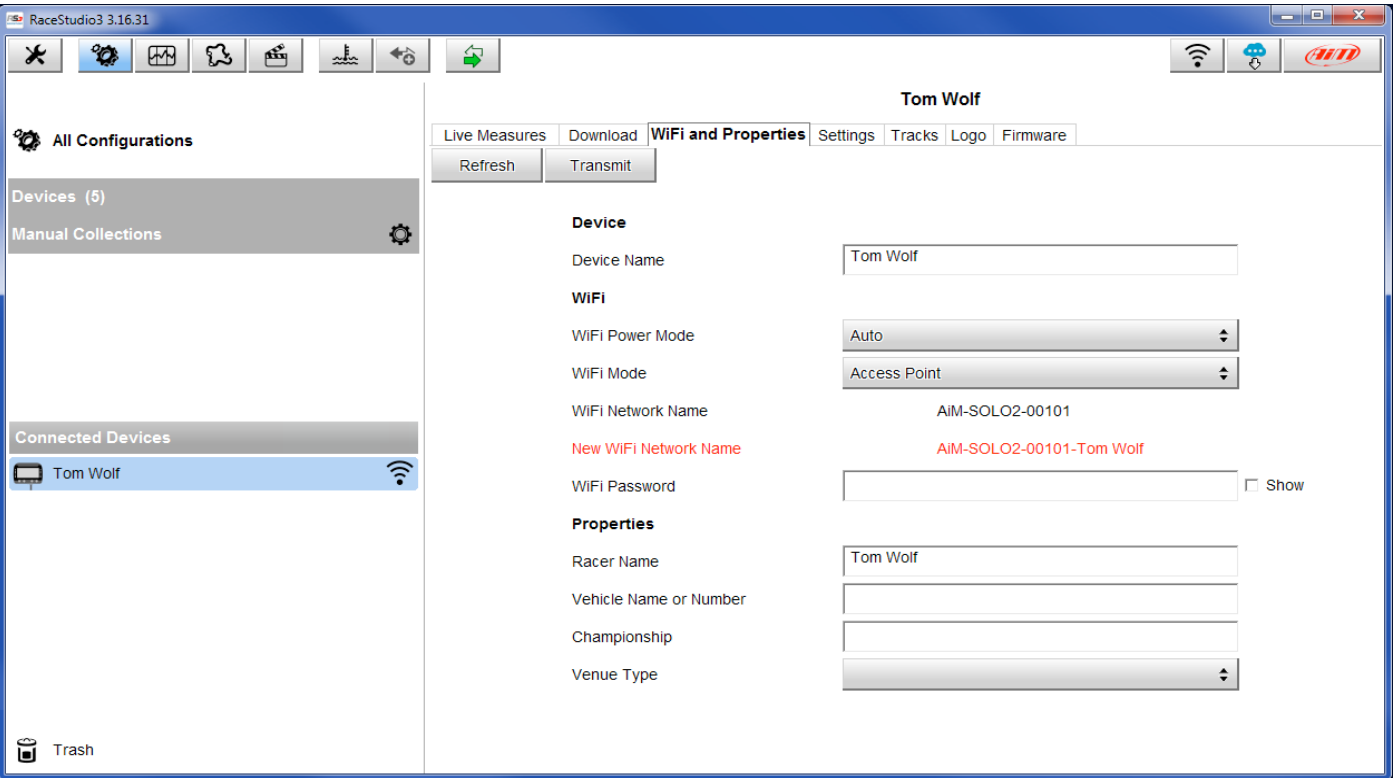 RS3 RaceStudio3 3.16.31
AiM
Tom Wolf
All Configurations
Live Measures Download WiFi and Properties Settings Tracks Logo Firmware
Refresh Transmit
Devices (5)
Manual Collections
Device
Device Name Tom Wolf
WiFi
WiFi Power Mode Auto
WiFi Mode Access Point
WiFi Network Name AiM-SOLO2-00101
Connected Devices
New WiFi Network Name AiM-SOLO2-00101-Tom Wolf
Tom Wolf
WiFi Password Show
Properties
Racer Name Tom Wolf
Vehicle Name or Number
Championship
Venue Type
Trash